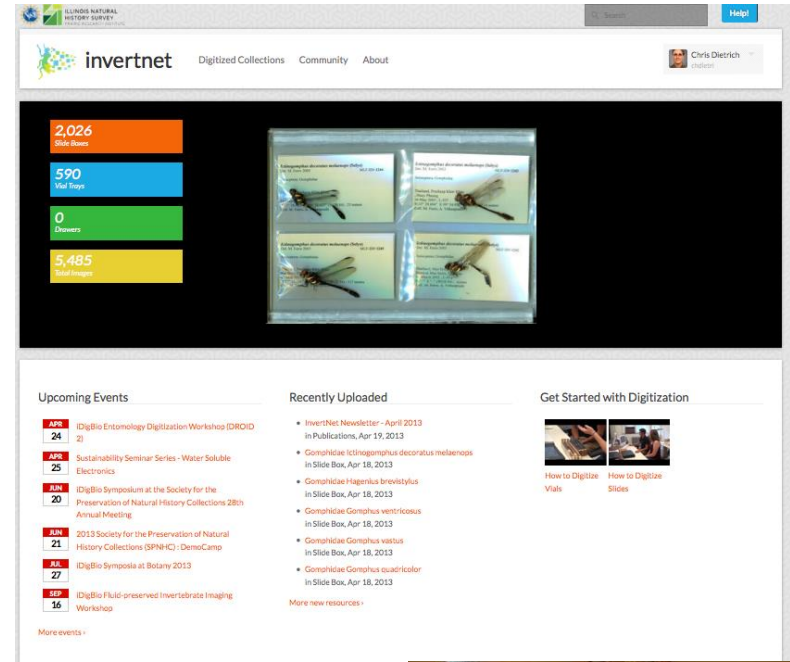 ILLINOIS NATURAL
HISTORY SURVEY
Search
Help!
invertnet
Digitized Collections
Community
About
Chris Dietrich
2,026
Slide Boxes
590
Vial Trays
0
Drawers
5,485
Total Images
Upcoming Events
APR
24
iDigBio Entomology Digitization Workshop (DROID
2)
APR
25
Sustainability Seminar Series - Water Soluble
Electronics
JUN
20
iDigBio Symposium at the Society for the
Preservation of Natural History Collections 28th
Annual Meeting
JUN
21
2013 Society for the Preservation of Natural
History Collections (SPNHC) : DemoCamp
JUL
27
iDigBio Symposia at Botany 2013
SEP
16
iDigBio Fluid-preserved Invertebrate Imaging
Workshop
More events ›
Recently Uploaded
InvertNet Newsletter - April 2013
in Publications, Apr 19, 2013
Gomphidae Ictinogomphus decoratus melaenops
in Slide Box, Apr 18, 2013
Gomphidae Hagenius brevistylus
in Slide Box, Apr 18, 2013
Gomphidae Gomphus ventricosus
in Slide Box, Apr 18, 2013
Gomphidae Gomphus vastus
in Slide Box, Apr 18, 2013
Gomphidae Gomphus quadricolor
in Slide Box, Apr 18, 2013
More new resources ›
Get Started with Digitization
How to Digitize
Vials
How to Digitize
Slides